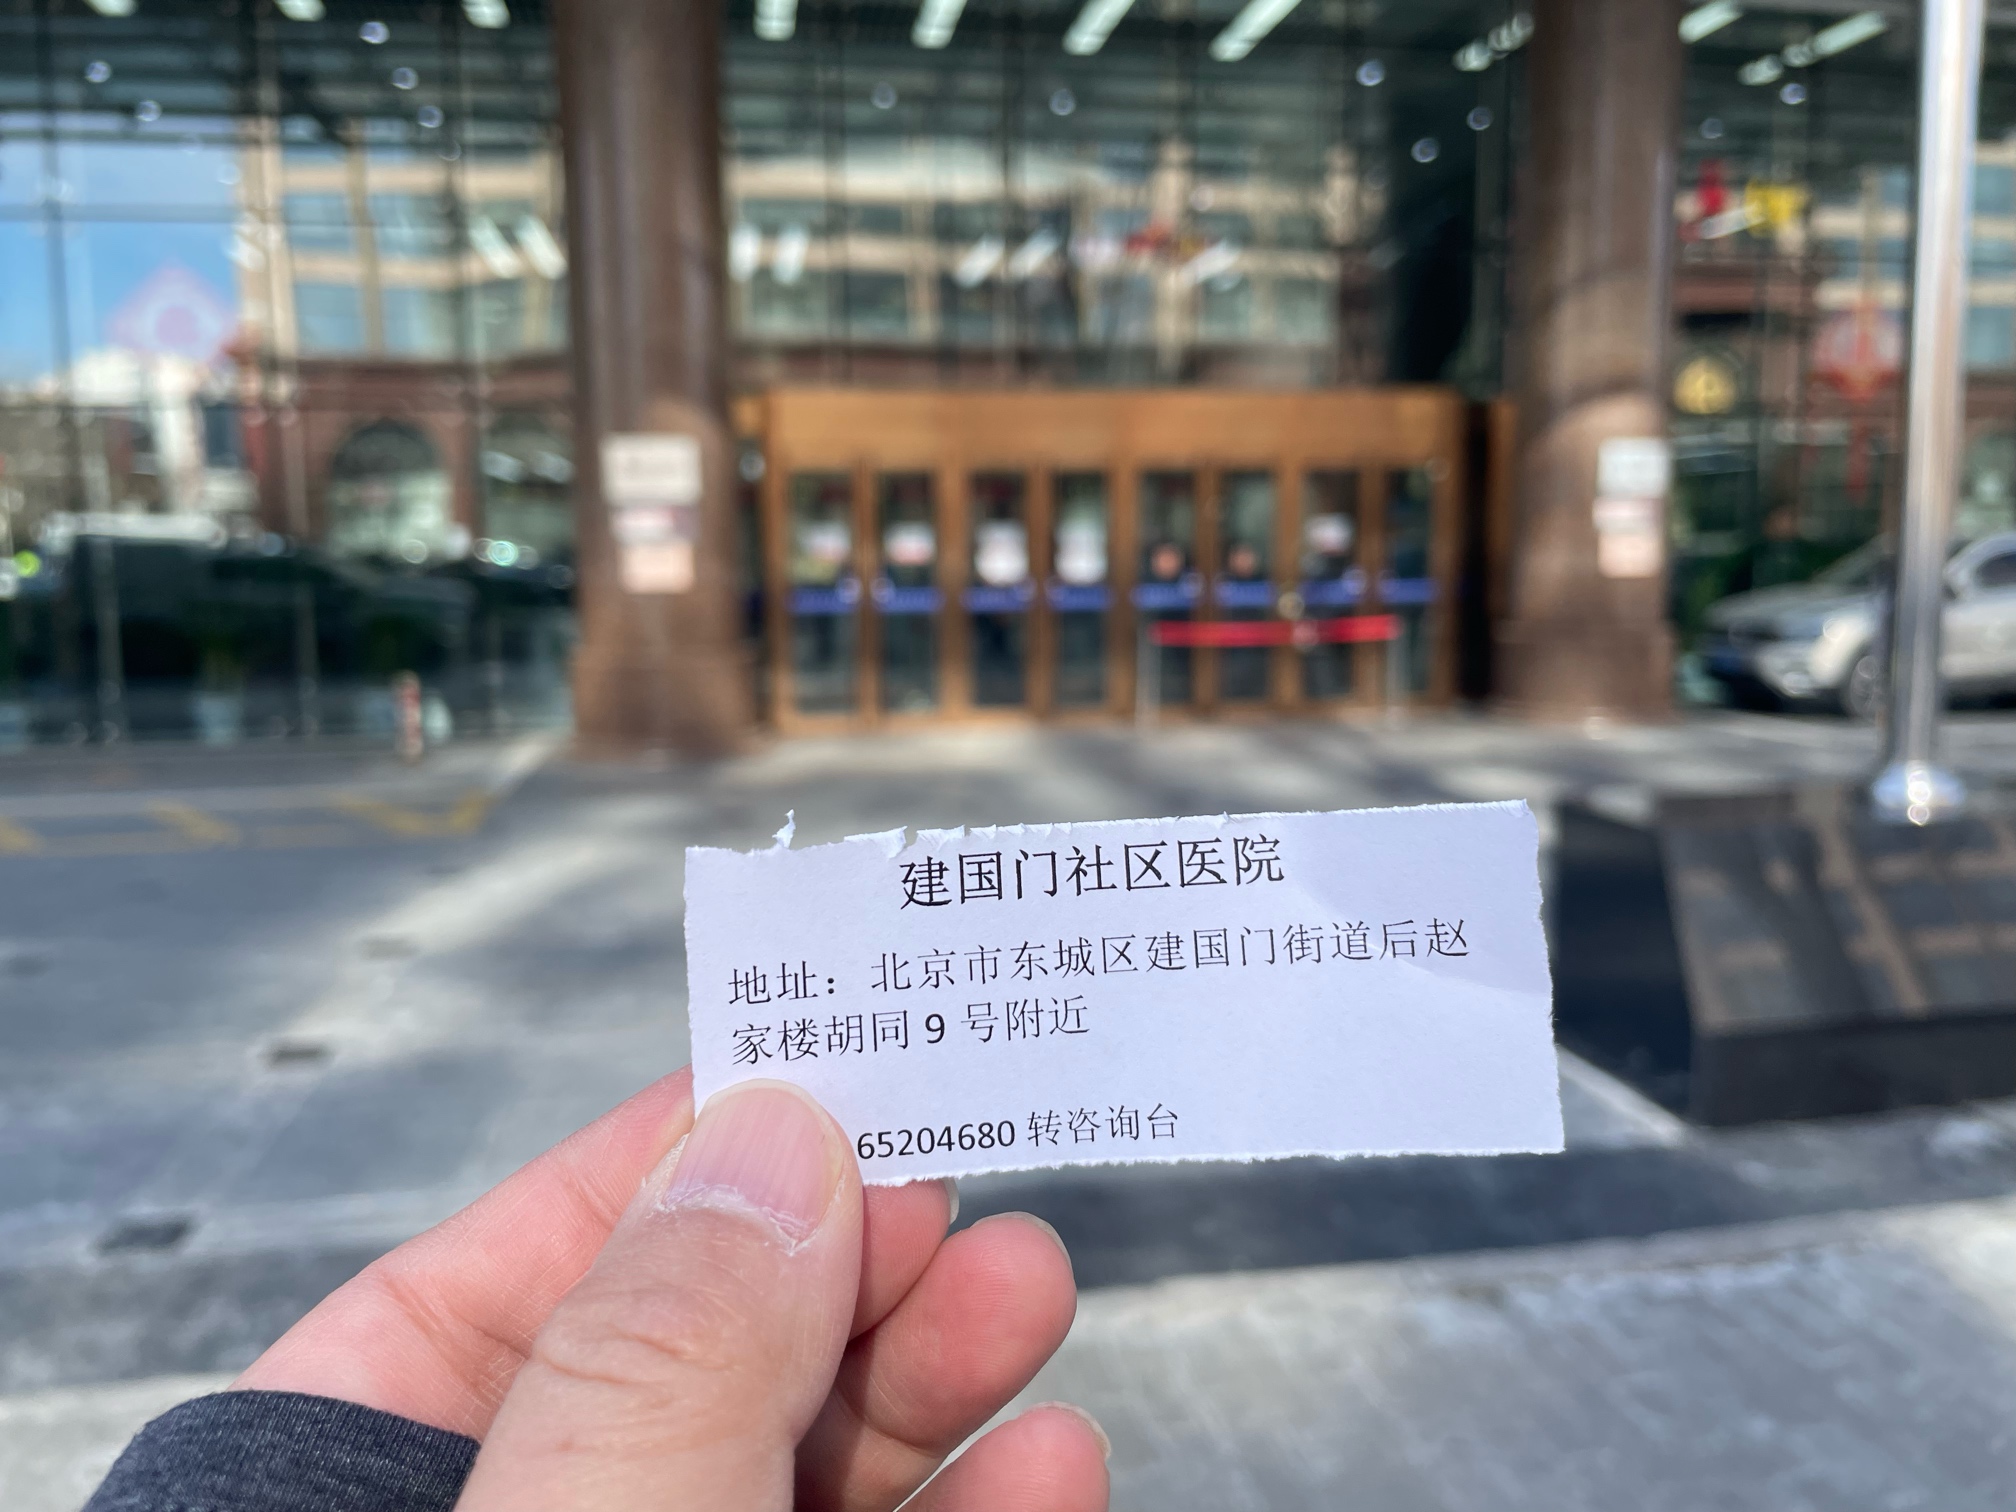 建国门社区医院
地址：北京市东城区建国门街道后赵
家楼胡同 9 号附近
65204680 转咨询台